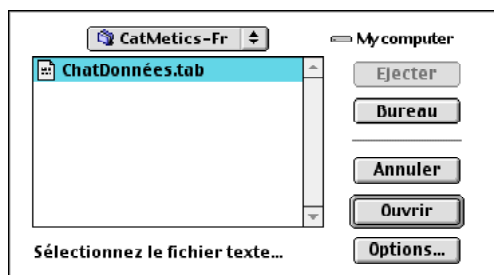 CatMetics-Fr
My computer
ChatDonnées.tab
Ejecter
Bureau
Annuler
Ouvrir
Sélectionnez le fichier texte...
Options...